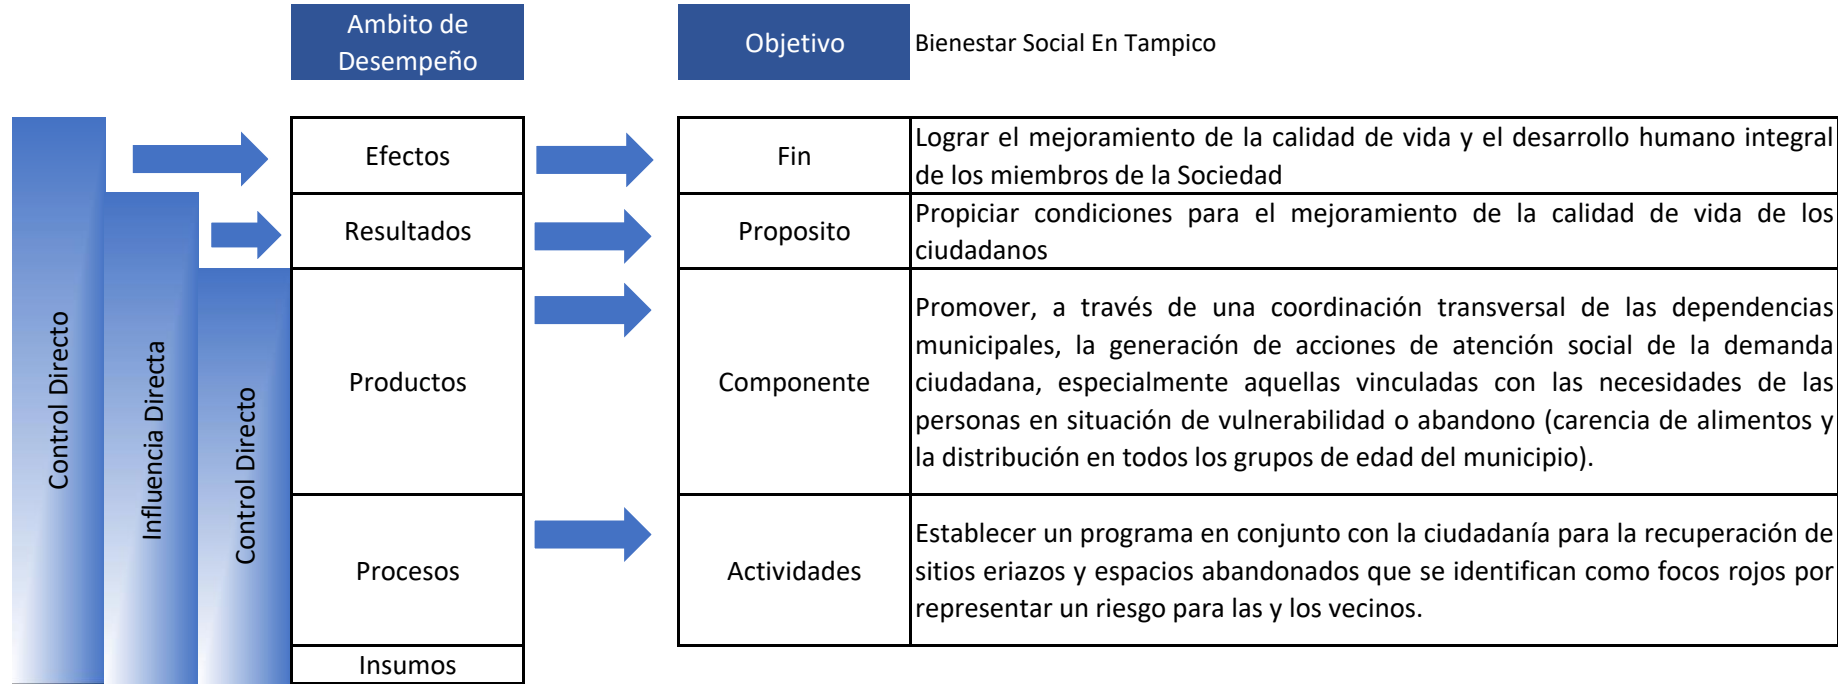 Ambito de
Desempeño
Objetivo
Bienestar Social En Tampico
Control Directo
Influencia Directa
Control Directo
Efectos
Fin
Lograr el mejoramiento de la calidad de vida y el desarrollo humano integral
de los miembros de la Sociedad
Resultados
Proposito
Propiciar condiciones para el mejoramiento de la calidad de vida de los
ciudadanos
Productos
Componente
Promover, a través de una coordinación transversal de las dependencias
municipales, la generación de acciones de atención social de la demanda
ciudadana, especialmente aquellas vinculadas con las necesidades de las
personas en situación de vulnerabilidad o abandono (carencia de alimentos y
la distribución en todos los grupos de edad del municipio).
Procesos
Actividades
Establecer un programa en conjunto con la ciudadanía para la recuperación de
sitios eriazos y espacios abandonados que se identifican como focos rojos por
representar un riesgo para las y los vecinos.
Insumos